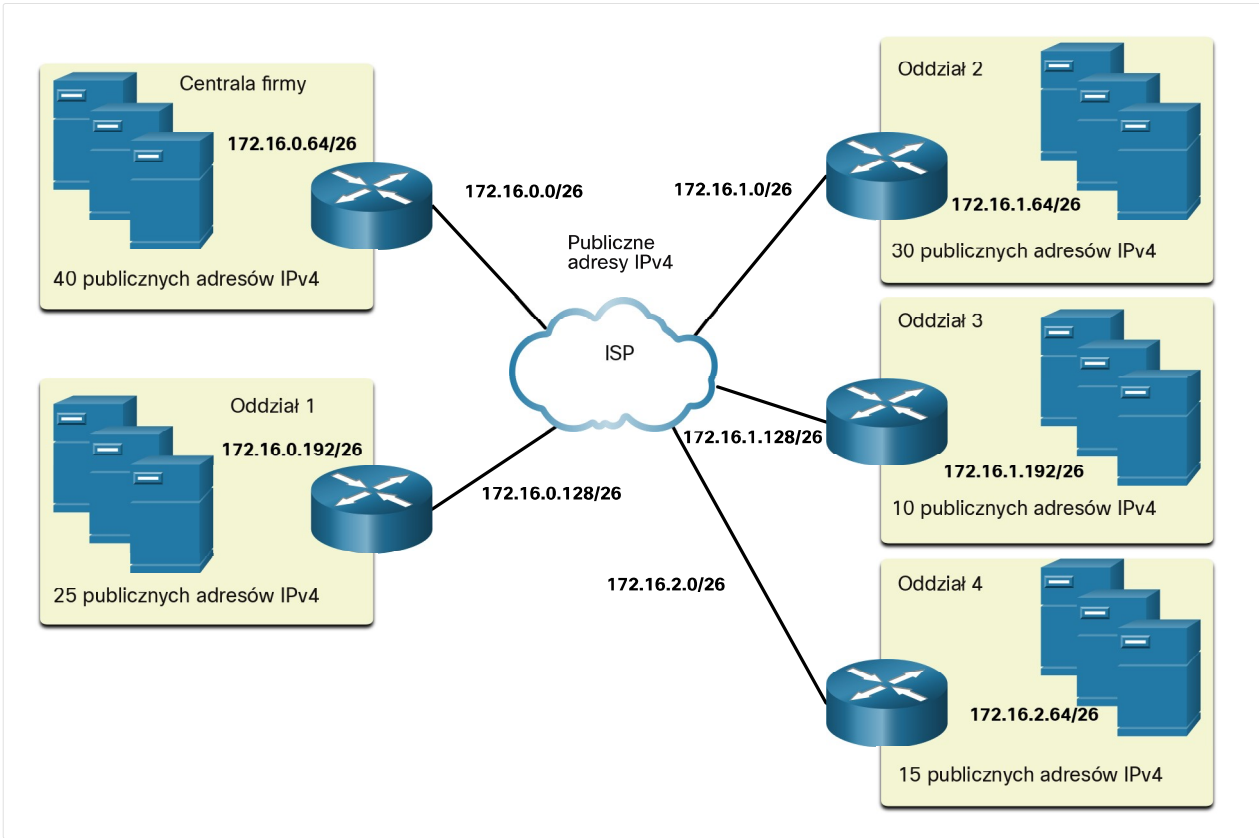 Centrala firmy
172.16.0.64/26
40 publicznych adresów IPv4
172.16.0.0/26
Oddział 1
172.16.0.192/26
25 publicznych adresów IPv4
172.16.0.128/26
Publiczne
adresy IPv4
ISP
172.16.1.0/26
Oddział 2
172.16.1.64/26
30 publicznych adresów IPv4
Oddział 3
172.16.1.128/26
172.16.1.192/26
10 publicznych adresów IPv4
172.16.2.0/26
Oddział 4
172.16.2.64/26
15 publicznych adresów IPv4